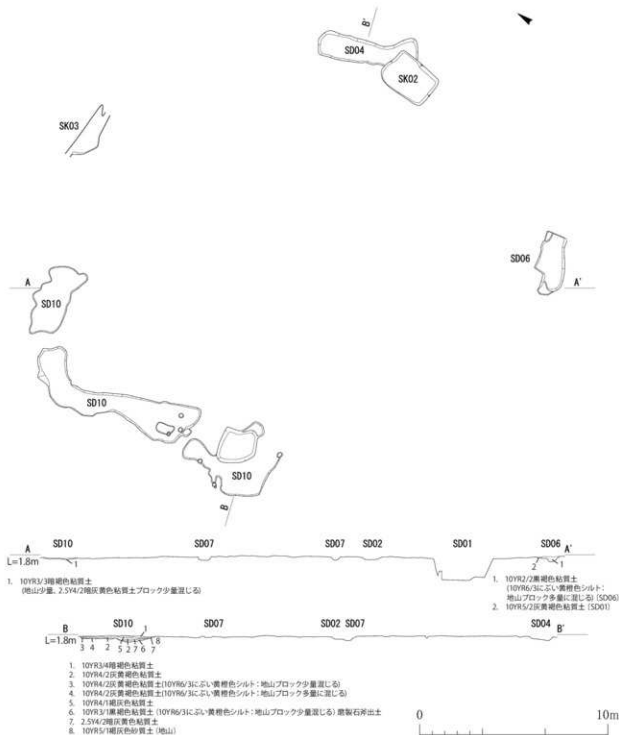 B'
SD04
SK02
SK03
SD06
A
A'
SD10
SD10
SD10
B
A SD10 SD07 SD07 SD02 SD01 SD06 A'
L=1.8m
1
2 1
1. 10YR3/3暗褐色粘質土
(地山少量、2.5Y4/2暗灰黄色粘質土ブロック少量混じる)
1. 10YR2/2黒褐色粘質土
(10YR6/3にぶい黄橙色シルト：
地山ブロック多量に混じる)(SD06)
2. 10YR5/2灰黄褐色粘質土(SD01)
B SD10 1 SD07 SD02 SD07 SD04 B'
L=1.8m
3 4 2 5 2 7 6 7 8
1. 10YR3/4暗褐色粘質土
2. 10YR4/2灰黄褐色粘質土
3. 10YR4/2灰黄褐色粘質土(10YR6/3にぶい黄橙色シルト：地山ブロック少量混じる)
4. 10YR4/2灰黄褐色粘質土(10YR6/3にぶい黄橙色シルト：地山ブロック多量に混じる)
5. 10YR4/1褐灰色粘質土
6. 10YR3/1黒褐色粘質土(10YR6/3にぶい黄橙色シルト：地山ブロック少量混じる)磨製石斧出土
7. 2.5Y4/2暗灰黄色粘質土
8. 10YR5/1褐灰色砂質土(地山)
0 10m